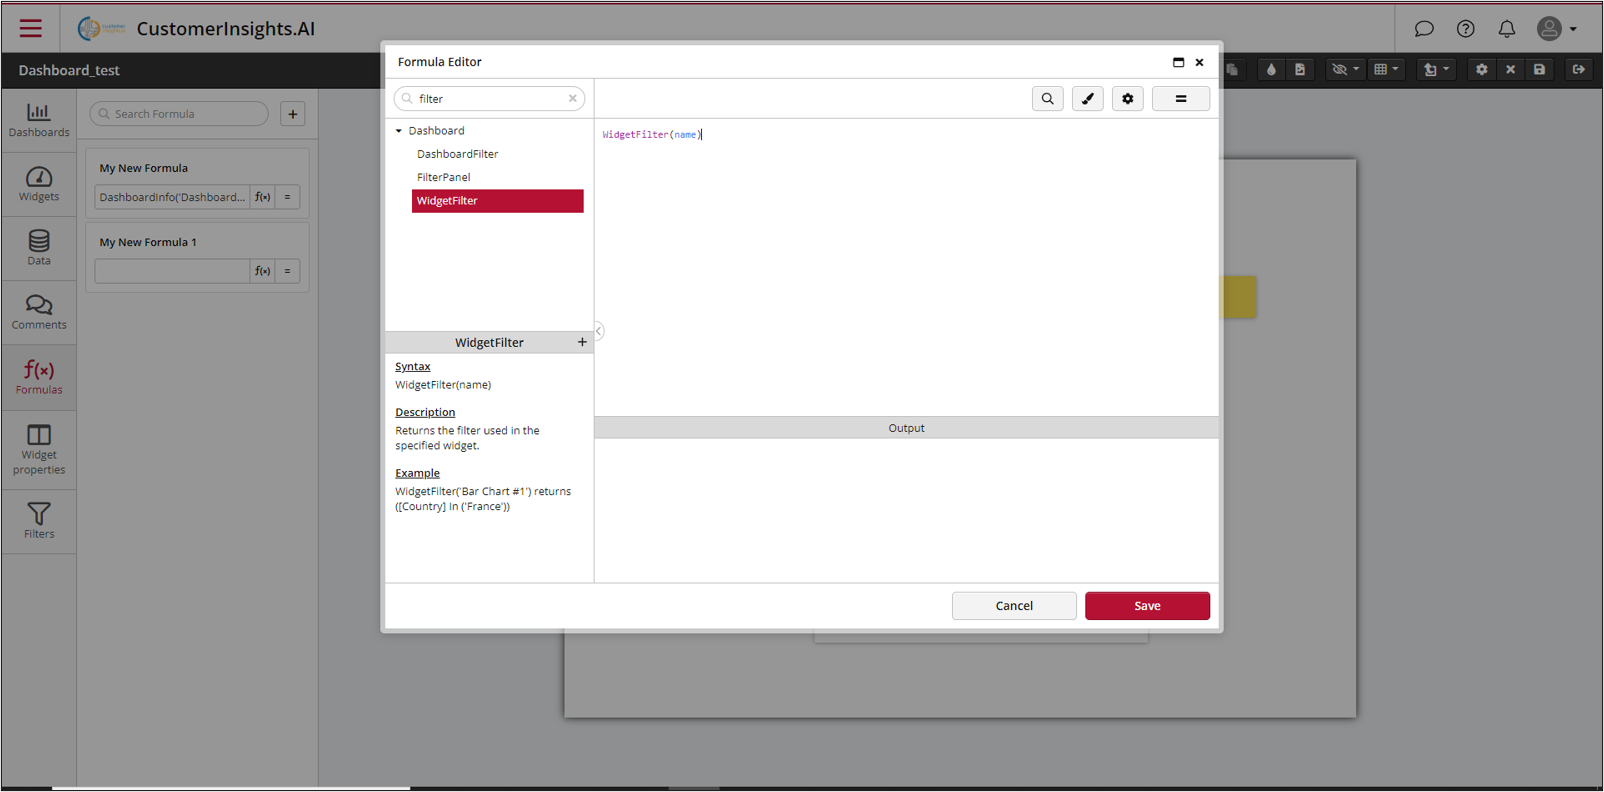 CustomerInsights.AI
Dashboard_test
Dashboards
Widgets
Data
Comments
f(x)
Formulas
Widget
properties
Filters
Search Formula
+
My New Formula
DashboardInfo('Dashboard... f(x) =
My New Formula 1
f(x) =
Formula Editor
filter
Dashboard
DashboardFilter
FilterPanel
WidgetFilter
WidgetFilter +
Syntax
WidgetFilter(name)
Description
Returns the filter used in the
specified widget.
Example
WidgetFilter('Bar Chart #1') returns
([Country] In ('France'))
WidgetFilter(name)
Output
Cancel
Save